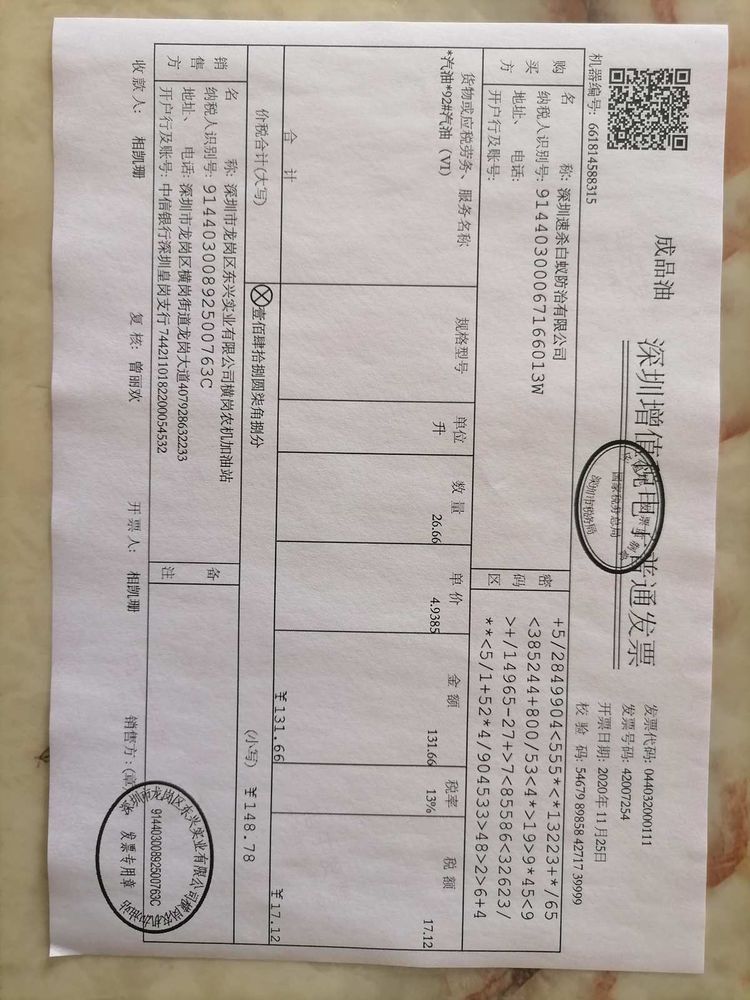 成品油
深圳增值税电子普通发票
国家税务总局
深圳市税务局
机器编号: 661814588315
发票代码: 044032000111
发票号码: 42007254
开票日期: 2020年11月25日
校 验 码: 54679 89858 42717 39999
购买方
名 称: 深圳速杀白蚁防治有限公司
纳税人识别号: 91440300067166013W
地址、 电话:
开户行及账号:
密码区
+5/2849904<555*<*13223+*/65
<385244+800/53<4*>19>9*45<9
>+/14965-27+>7<85586<32623/
**<5/1+52*4/904533>48>2>6+4
货物或应税劳务、服务名称 规格型号 单位 数 量 单 价 金 额 税率 税 额
*汽油*92#汽油（VI） 升 26.66 4.9385 131.66 13% 17.12
合 计 ￥131.66 ￥17.12
价税合计(大写) ⊗壹佰肆拾捌圆柒角捌分 (小写) ￥148.78
销售方
名 称: 深圳市龙岗区东兴实业有限公司横岗农机加油站
纳税人识别号: 91440300892500763C
地址、 电话: 深圳市龙岗区横岗街道龙岗大道407928632233
开户行及账号: 中信银行深圳皇岗支行 7442110182200054532
备注
收款人: 相凯珊 复 核: 曾丽欢 开 票 人: 相凯珊 销售方: (章)
深圳市龙岗区东兴实业有限公司横岗农机加油站
91440300892500763C
发票专用章